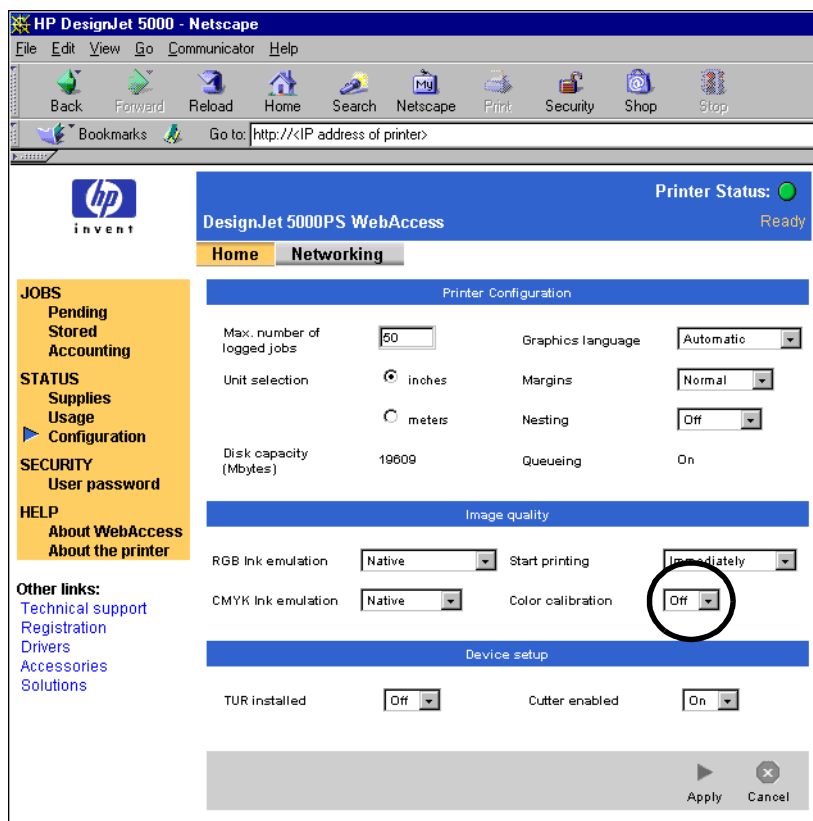 HP DesignJet 5000 - Netscape
File Edit View Go Communicator Help
Back Forward Reload Home Search Netscape Print Security Shop Stop
My
Bookmarks Go to: http://<IP address of printer>
hp
invent
Printer Status:
DesignJet 5000PS WebAccess Ready
Home Networking
JOBS
Pending
Stored
Accounting
STATUS
Supplies
Usage
Configuration
SECURITY
User password
HELP
About WebAccess
About the printer
Other links:
Technical support
Registration
Drivers
Accessories
Solutions
Printer Configuration
Max. number of
logged jobs
50
Graphics language Automatic
Unit selection inches Margins Normal
meters Nesting Off
Disk capacity
(Mbytes)
19609
Queueing On
Image quality
RGB Ink emulation Native Start printing Immediately
CMYK Ink emulation Native Color calibration Off
Device setup
TUR installed Off Cutter enabled On
Apply Cancel